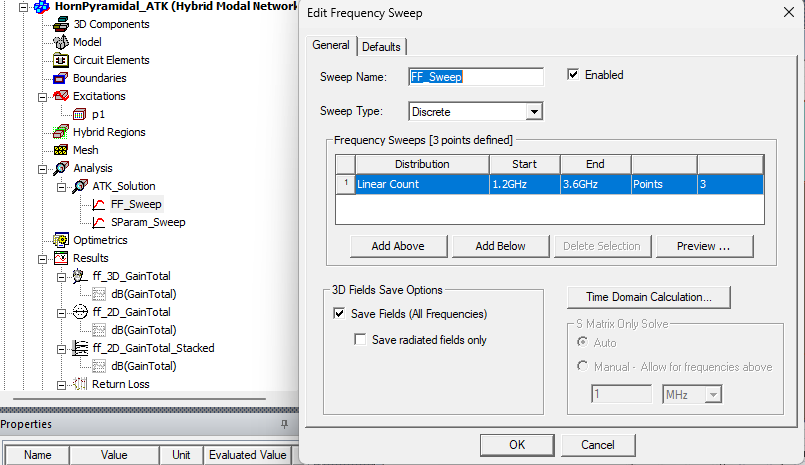 HornPyramidal_ATK (Hybrid Modal Network
3D Components
Model
Circuit Elements
Boundaries
Excitations
p1
Hybrid Regions
Mesh
Analysis
ATK_Solution
FF_Sweep
SParam_Sweep
Optimetrics
Results
ff_3D_GainTotal
dB(GainTotal)
ff_2D_GainTotal
dB(GainTotal)
ff_2D_GainTotal_Stacked
dB(GainTotal)
Return Loss
Properties
Name Value Unit Evaluated Value
Edit Frequency Sweep
General Defaults
Sweep Name: FF_Sweep Enabled
Sweep Type: Discrete
Frequency Sweeps [3 points defined]
Distribution Start End
1 Linear Count 1.2GHz 3.6GHz Points 3
Add Above Add Below Delete Selection Preview ...
3D Fields Save Options
Save Fields (All Frequencies)
Save radiated fields only
Time Domain Calculation...
S Matrix Only Solve
Auto
Manual - Allow for frequencies above
1 MHz
OK Cancel